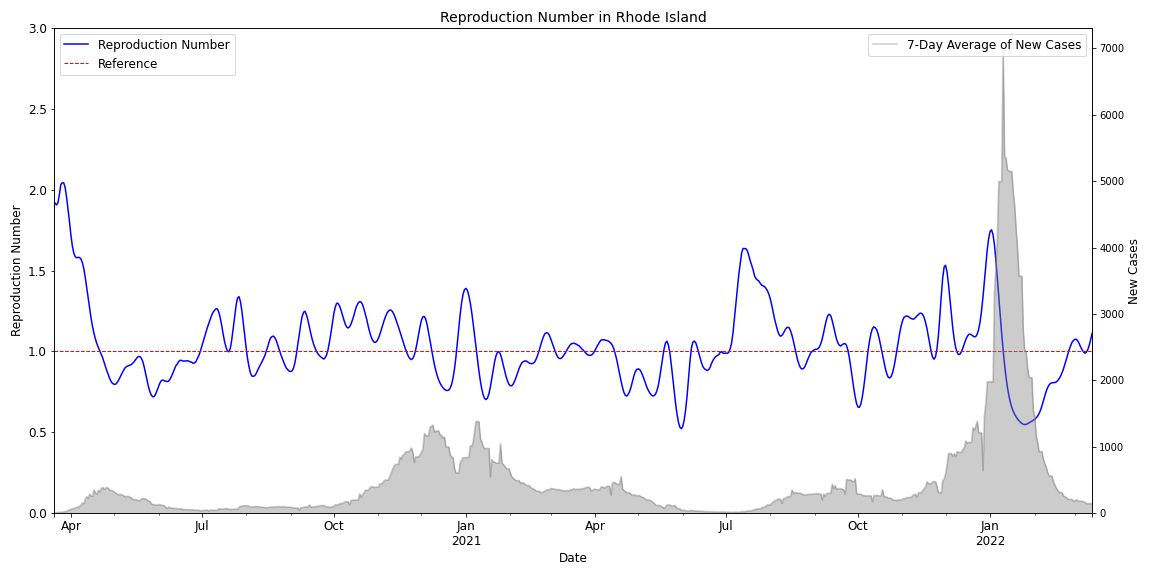 Reproduction Number in Rhode Island
Reproduction Number
Reference
7-Day Average of New Cases
3.0
2.5
2.0
1.5
1.0
0.5
0.0
Reproduction Number
7000
6000
5000
4000
3000
2000
1000
0
New Cases
Apr
Jul
Oct
Jan
2021
Apr
Jul
Oct
Jan
2022
Date